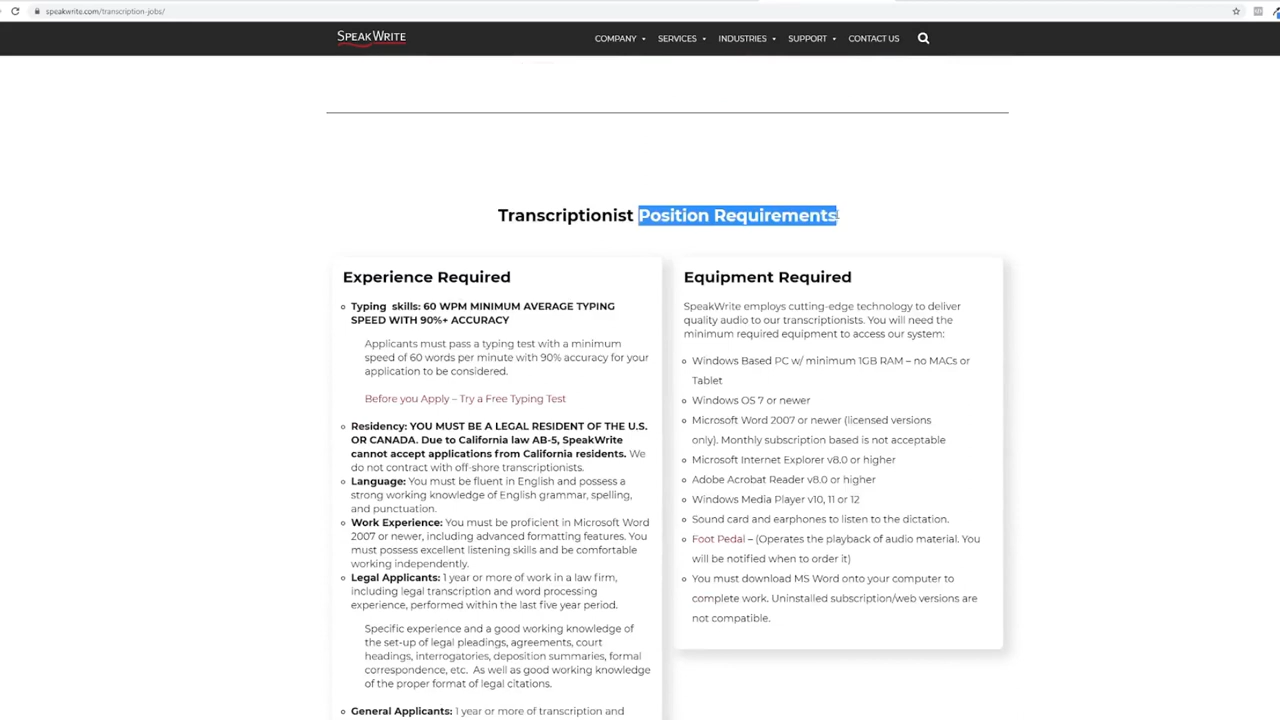 speakwrite.com/transcription-jobs/
SPEAKWRITE
COMPANY SERVICES INDUSTRIES SUPPORT CONTACT US
Transcriptionist Position Requirements
Experience Required
Typing skills: 60 WPM MINIMUM AVERAGE TYPING
SPEED WITH 90%+ ACCURACY
Applicants must pass a typing test with a minimum
speed of 60 words per minute with 90% accuracy for your
application to be considered.
Before you Apply – Try a Free Typing Test
Residency: YOU MUST BE A LEGAL RESIDENT OF THE U.S.
OR CANADA. Due to California law AB-5, SpeakWrite
cannot accept applications from California residents. We
do not contract with off-shore transcriptionists.
Language: You must be fluent in English and possess a
strong working knowledge of English grammar, spelling,
and punctuation.
Work Experience: You must be proficient in Microsoft Word
2007 or newer, including advanced formatting features. You
must possess excellent listening skills and be comfortable
working independently.
Legal Applicants: 1 year or more of work in a law firm,
including legal transcription and word processing
experience, performed within the last five year period.
Specific experience and a good working knowledge of
the set-up of legal pleadings, agreements, court
headings, interrogatories, deposition summaries, formal
correspondence, etc. As well as good working knowledge
of the proper format of legal citations.
General Applicants: 1 year or more of transcription and
Equipment Required
SpeakWrite employs cutting-edge technology to deliver
quality audio to our transcriptionists. You will need the
minimum required equipment to access our system:
Windows Based PC w/ minimum 1GB RAM – no MACs or
Tablet
Windows OS 7 or newer
Microsoft Word 2007 or newer (licensed versions
only). Monthly subscription based is not acceptable
Microsoft Internet Explorer v8.0 or higher
Adobe Acrobat Reader v8.0 or higher
Windows Media Player v10, 11 or 12
Sound card and earphones to listen to the dictation.
Foot Pedal – (Operates the playback of audio material. You
will be notified when to order it)
You must download MS Word onto your computer to
complete work. Uninstalled subscription/web versions are
not compatible.